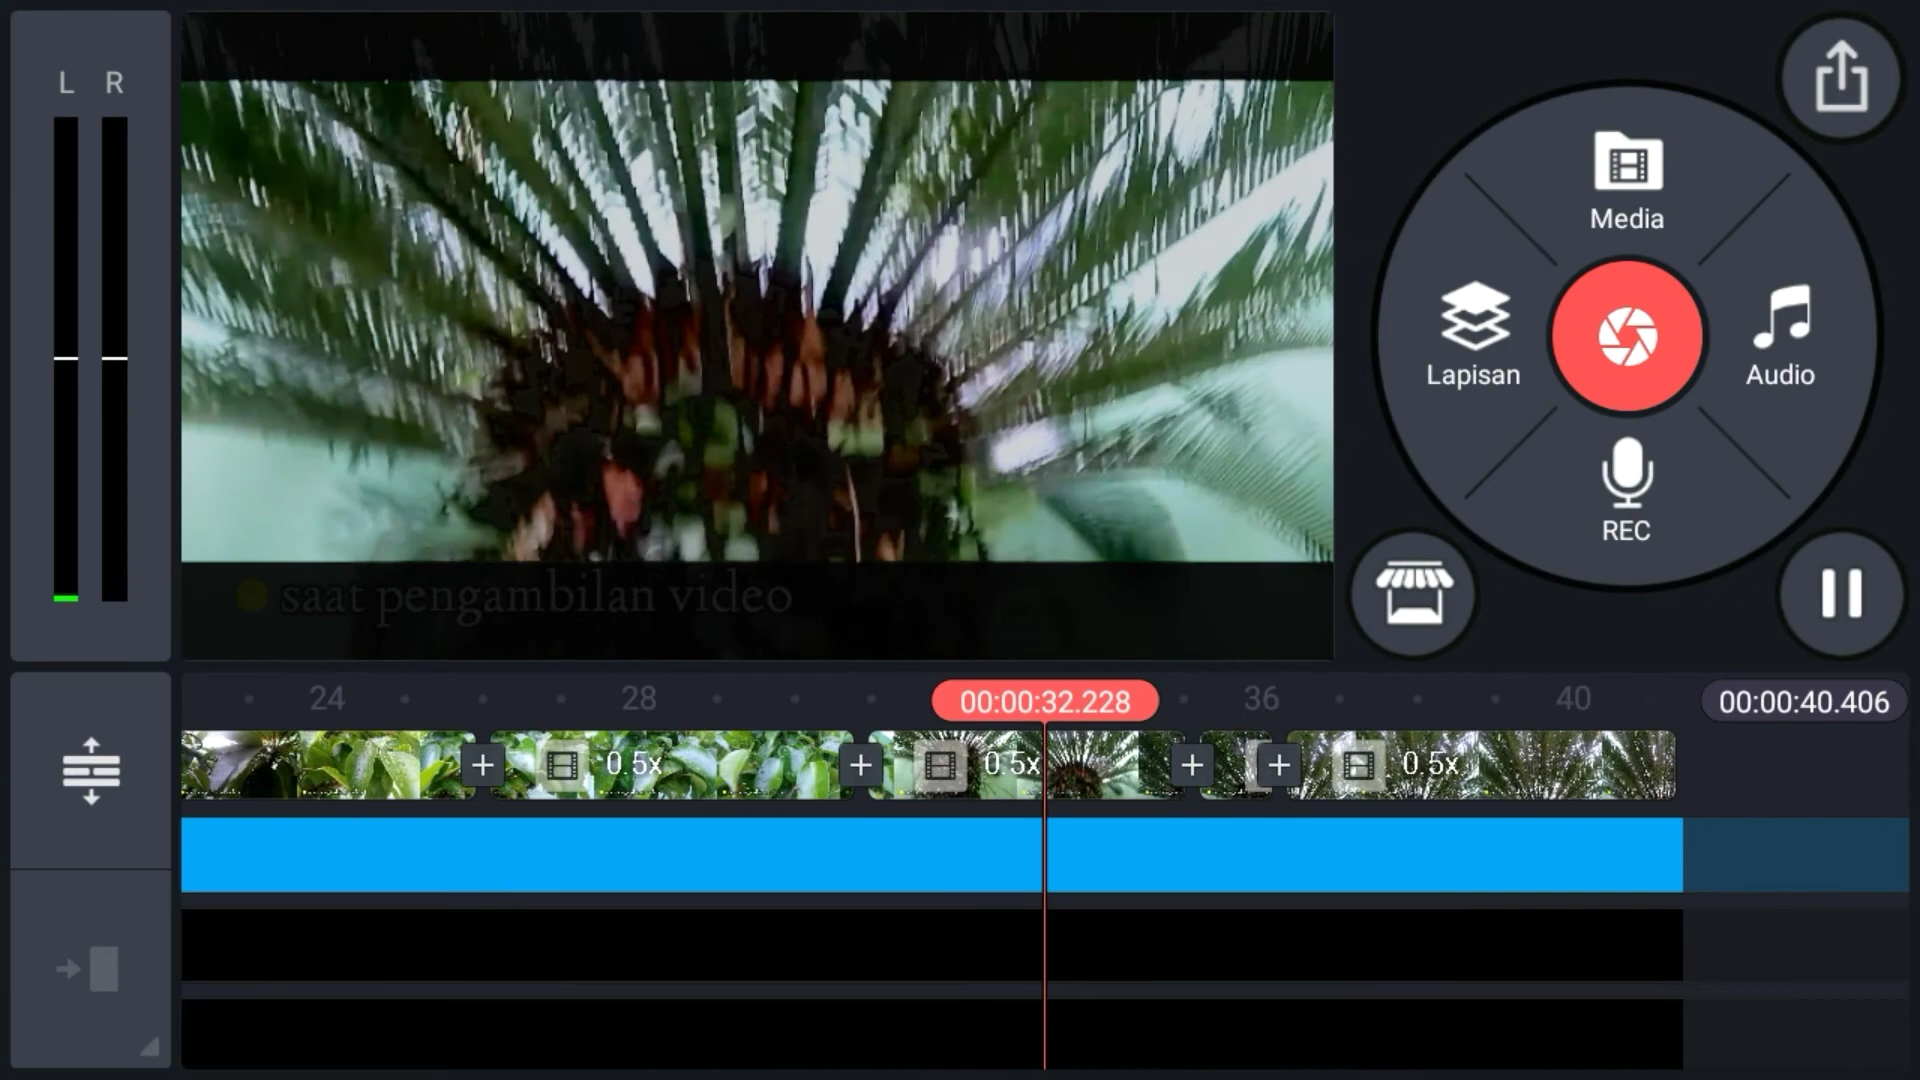 L R
Media
Lapisan
Audio
REC
saat pengambilan video
24
28
00:00:32.228
36
40
00:00:40.406
0.5x
0.5x
0.5x